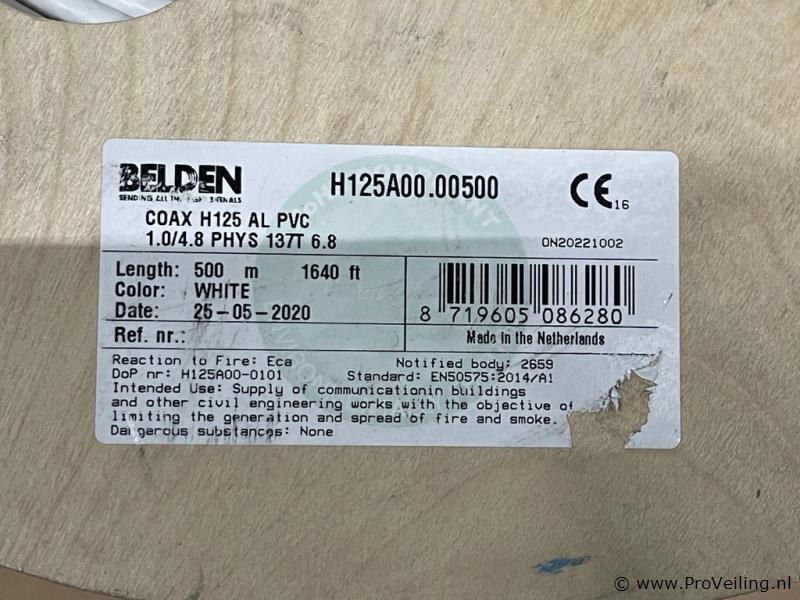 BELDEN
SENDING ALL THE RIGHT SIGNALS
H125A00.00500
CE 16
COAX H125 AL PVC
1.0/4.8 PHYS 137T 6.8
ON20221002
Length: 500 m 1640 ft
Color: WHITE
Date: 25-05-2020
8 719605 086280
Ref. nr.:
Made in the Netherlands
Reaction to Fire: Eca
Notified body: 2659
DoP nr: H125A00-0101
Standard: EN50575:2014/A1
Intended Use: Supply of communicationin buildings
and other civil engineering works with the objective of
limiting the generation and spread of fire and smoke.
Dangerous substances: None
© www.ProVeiling.nl